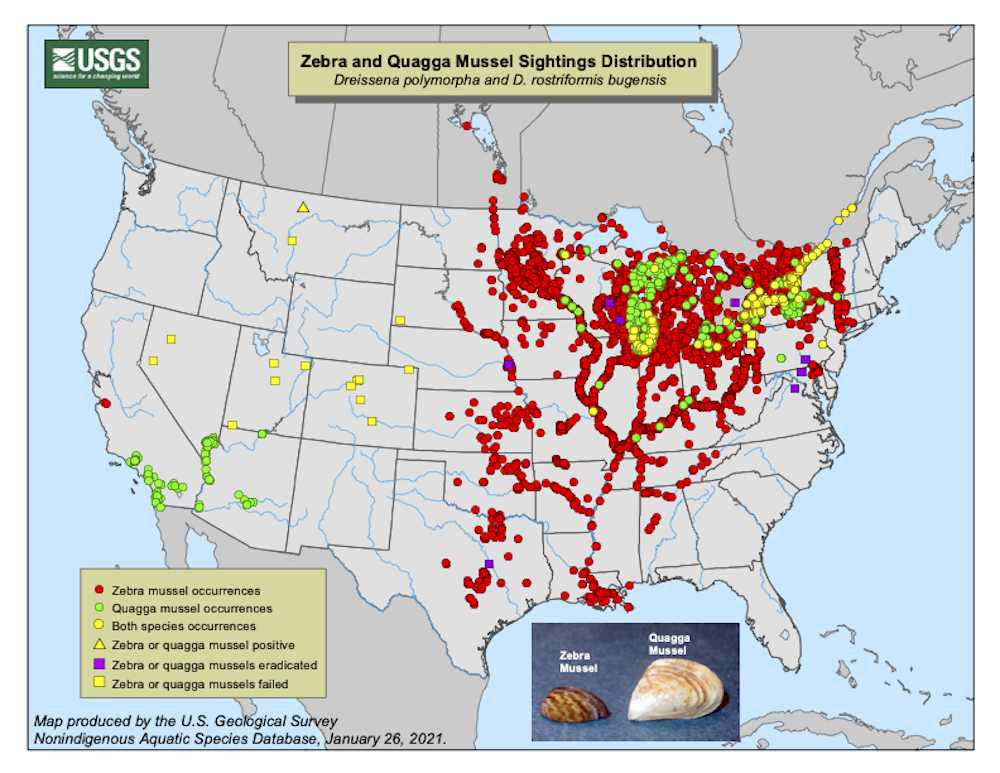 USGS
science for a changing world
Zebra and Quagga Mussel Sightings Distribution
Dreissena polymorpha and D. rostriformis bugensis
Zebra mussel occurrences
Quagga mussel occurrences
Both species occurrences
Zebra or quagga mussel positive
Zebra or quagga mussels eradicated
Zebra or quagga mussels failed
Zebra
Mussel
Quagga
Mussel
Map produced by the U.S. Geological Survey
Nonindigenous Aquatic Species Database, January 26, 2021.